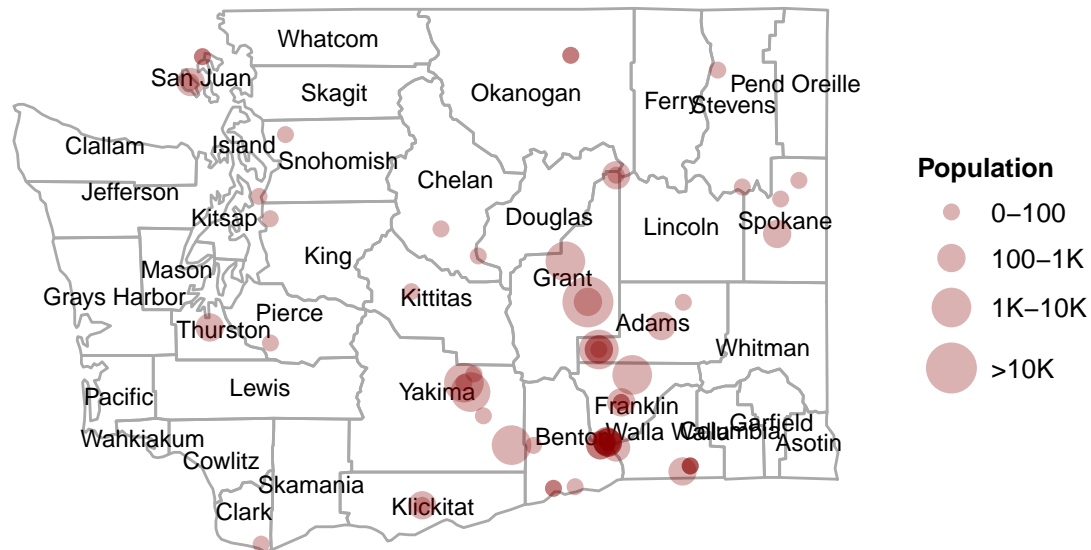 Whatcom
San Juan
Skagit
Okanogan
Ferry
Stevens
Pend Oreille
Clallam
Island
Snohomish
Chelan
Jefferson
Kitsap
Douglas
Lincoln
Spokane
King
Mason
Grant
Grays Harbor
Kittitas
Pierce
Thurston
Adams
Whitman
Pacific
Lewis
Yakima
Franklin
Garfield
Wahkiakum
Benton
Walla Walla
Columbia
Asotin
Cowlitz
Skamania
Clark
Klickitat
Population
0–100
100–1K
1K–10K
>10K